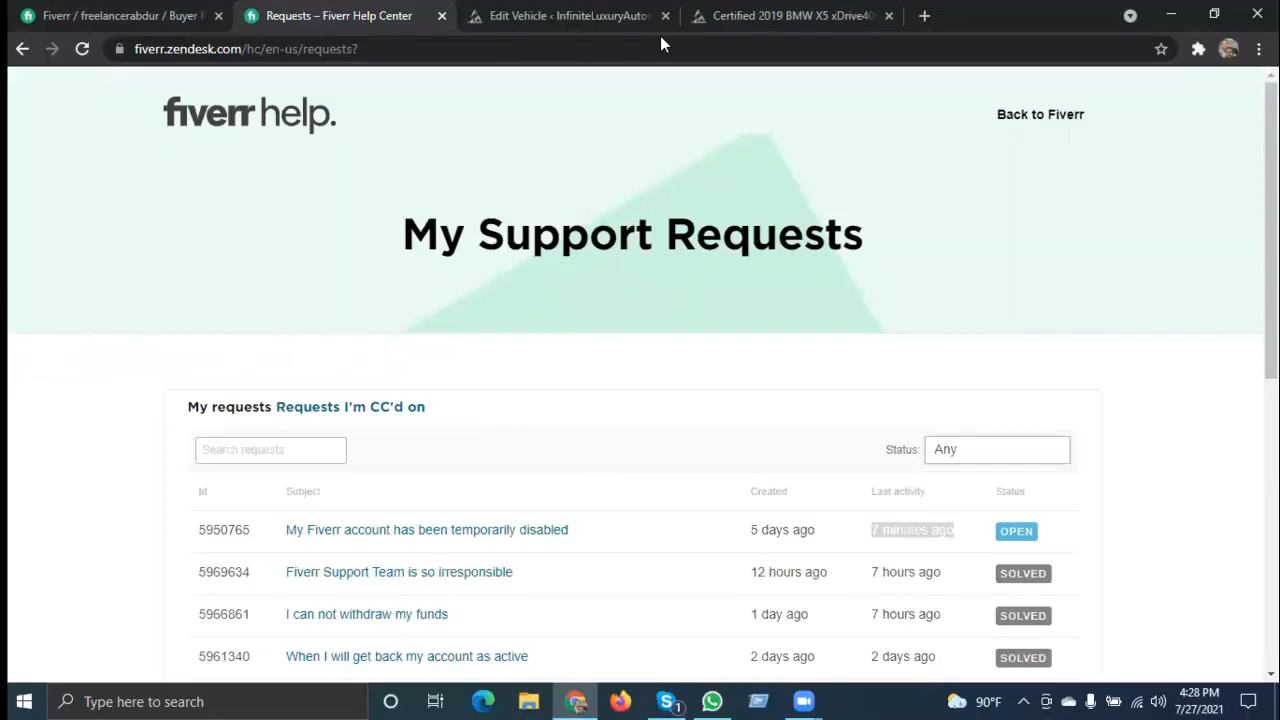 Fiverr / freelancerabdur / Buyer
Requests – Fiverr Help Center
Edit Vehicle ‹ InfiniteLuxuryAutos
Certified 2019 BMW X5 xDrive40
fiverr.zendesk.com/hc/en-us/requests?
fiverr help.
Back to Fiverr
My Support Requests
My requests Requests I'm CC'd on
Search requests
Status: Any
Id Subject Created Last activity Status
5950765 My Fiverr account has been temporarily disabled 5 days ago 7 minutes ago OPEN
5969634 Fiverr Support Team is so irresponsible 12 hours ago 7 hours ago SOLVED
5966861 I can not withdraw my funds 1 day ago 7 hours ago SOLVED
5961340 When I will get back my account as active 2 days ago 2 days ago SOLVED
Type here to search
1
90°F
4:28 PM
7/27/2021